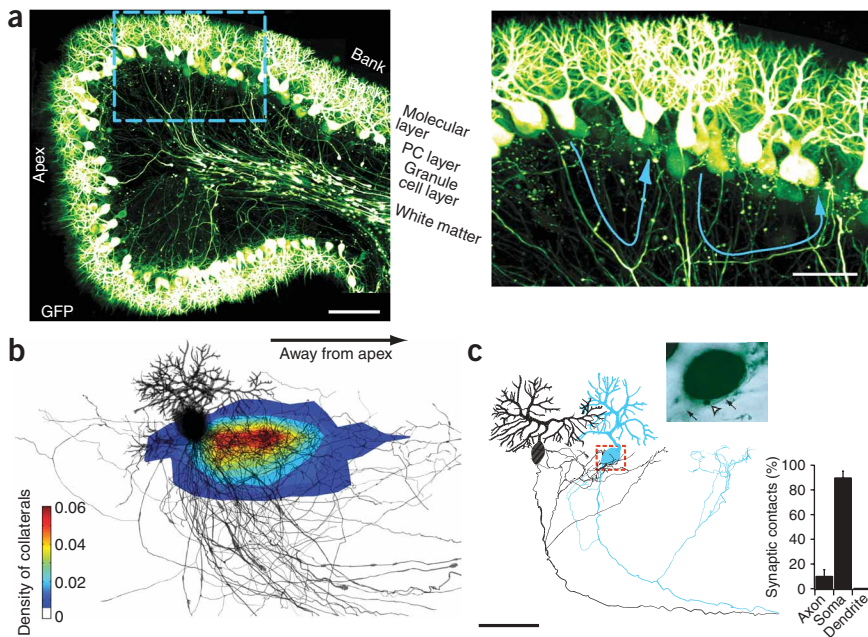 a
Bank
Apex
Molecular
layer
PC layer
Granule
cell layer
White matter
GFP
b
Away from apex
Density of collaterals
0.06
0.04
0.02
0
c
Synaptic contacts (%)
100
80
60
40
20
0
Axon
Soma
Dendrite